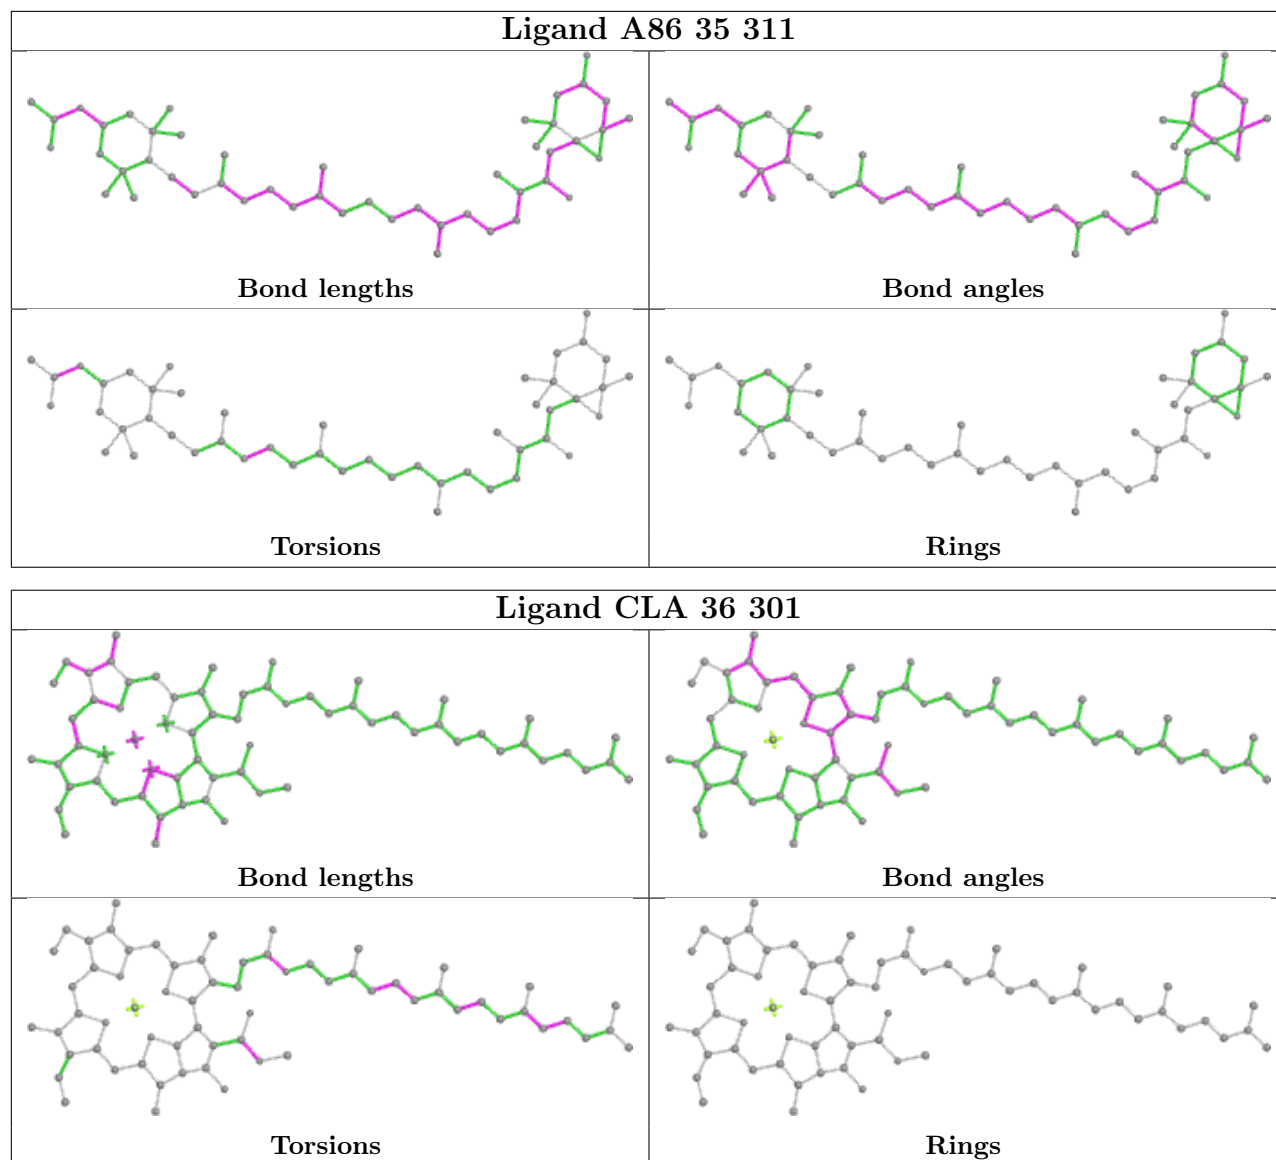 Ligand A86 35 311
Bond lengths
Bond angles
Torsions
Rings
Ligand CLA 36 301
Bond lengths
Bond angles
Torsions
Rings